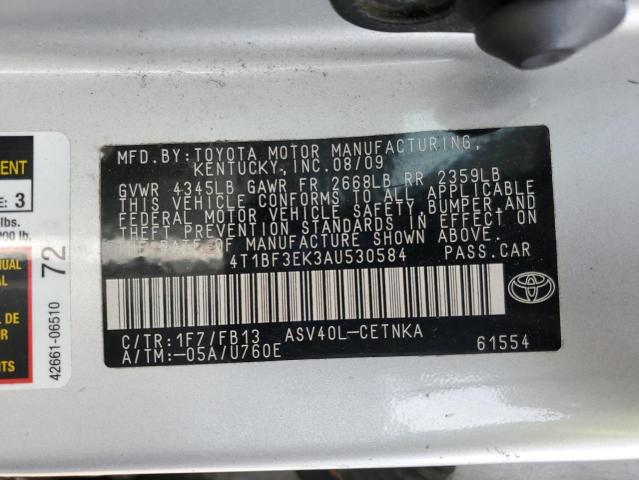 MFD. BY: TOYOTA MOTOR MANUFACTURING,
KENTUCKY, INC. 08/09
GVWR 4345LB GAWR FR 2668LB RR 2359LB
THIS VEHICLE CONFORMS TO ALL APPLICABLE
FEDERAL MOTOR VEHICLE SAFETY, BUMPER AND
THEFT PREVENTION STANDARDS IN EFFECT ON
THE DATE OF MANUFACTURE SHOWN ABOVE.
4T1BF3EK3AU530584 PASS.CAR
C/TR: 1F7/FB13 ASV40L-CETNKA
A/TM:-05A/U760E 61554
TOYOTA
E: 3
lbs.
00 lb.
72
42661-06510